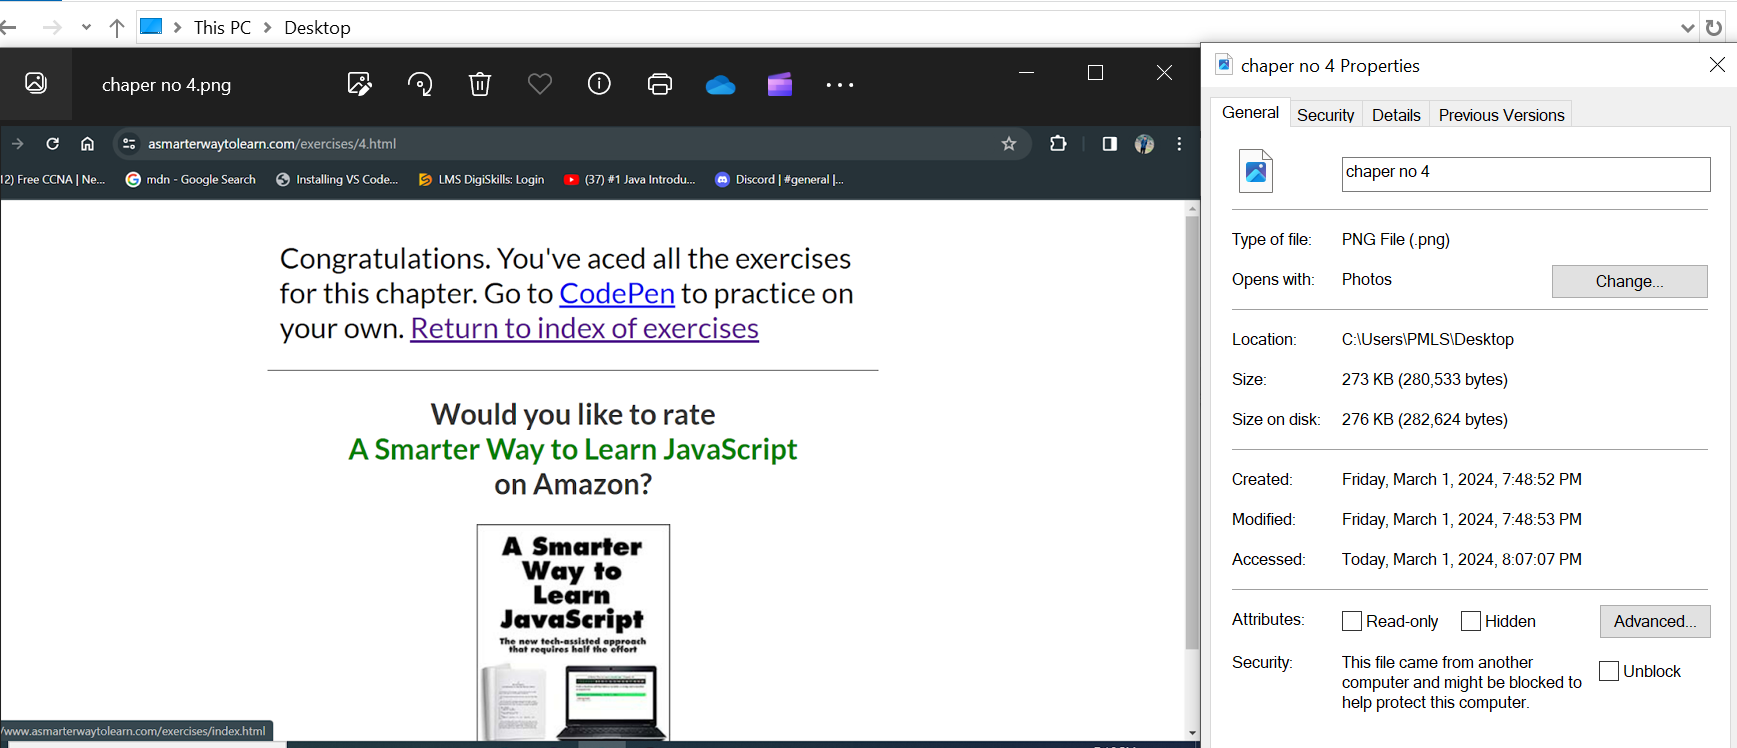 This PC > Desktop
chaper no 4.png
asmarterwaytolearn.com/exercises/4.html
12) Free CCNA | Ne... mdn - Google Search Installing VS Code... LMS DigiSkills: Login (37) #1 Java Introdu... Discord | #general |...
Congratulations. You've aced all the exercises
for this chapter. Go to CodePen to practice on
your own. Return to index of exercises
Would you like to rate
A Smarter Way to Learn JavaScript
on Amazon?
A Smarter
Way to
Learn
JavaScript
The new tech-assisted approach
that requires half the effort
/www.asmarterwaytolearn.com/exercises/index.html
chaper no 4 Properties
General Security Details Previous Versions
chaper no 4
Type of file: PNG File (.png)
Opens with: Photos Change...
Location: C:\Users\PMLS\Desktop
Size: 273 KB (280,533 bytes)
Size on disk: 276 KB (282,624 bytes)
Created: Friday, March 1, 2024, 7:48:52 PM
Modified: Friday, March 1, 2024, 7:48:53 PM
Accessed: Today, March 1, 2024, 8:07:07 PM
Attributes: Read-only Hidden Advanced...
Security: This file came from another
computer and might be blocked to Unblock
help protect this computer.